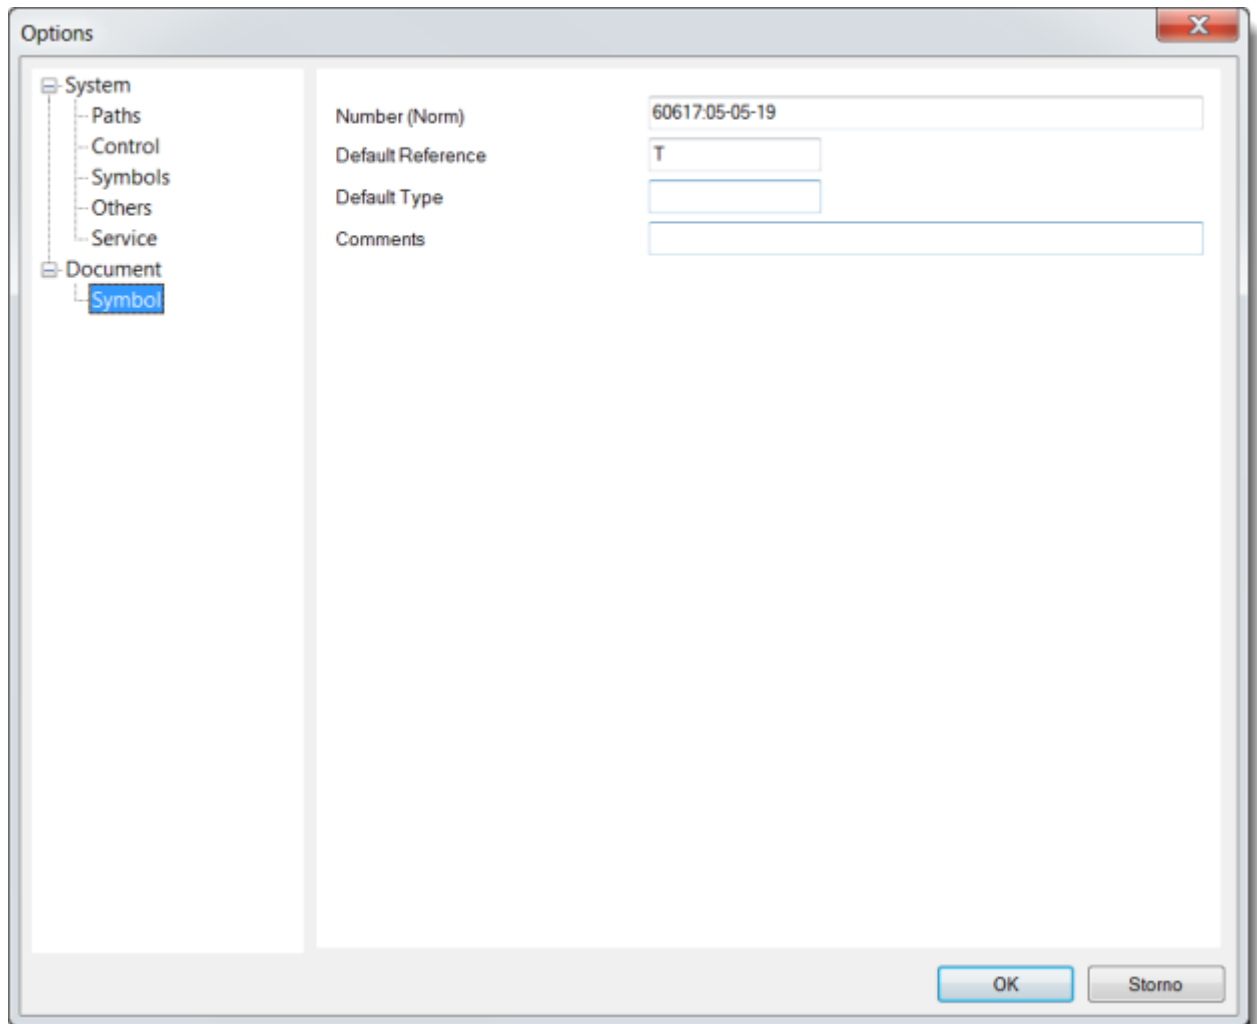 Options
System
Paths
Control
Symbols
Others
Service
Document
Symbol
Number (Norm) 60617:05-05-19
Default Reference T
Default Type
Comments
OK Storno